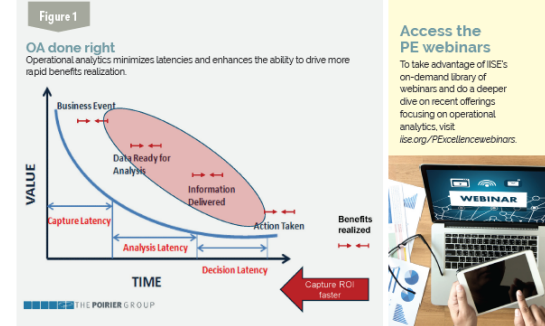 Figure 1
OA done right
Operational analytics minimizes latencies and enhances the ability to drive more
rapid benefits realization.
Business Event
Data Ready for
Analysis
Information
Delivered
Action Taken
Benefits
realized
VALUE
Capture Latency
Analysis Latency
Decision Latency
TIME
Capture ROI
faster
THE POIRIER GROUP
Access the
PE webinars
To take advantage of IISE's
on-demand library of
webinars and do a deeper
dive on recent offerings
focusing on operational
analytics, visit
iise.org/PExcellencewebinars.
WEBINAR